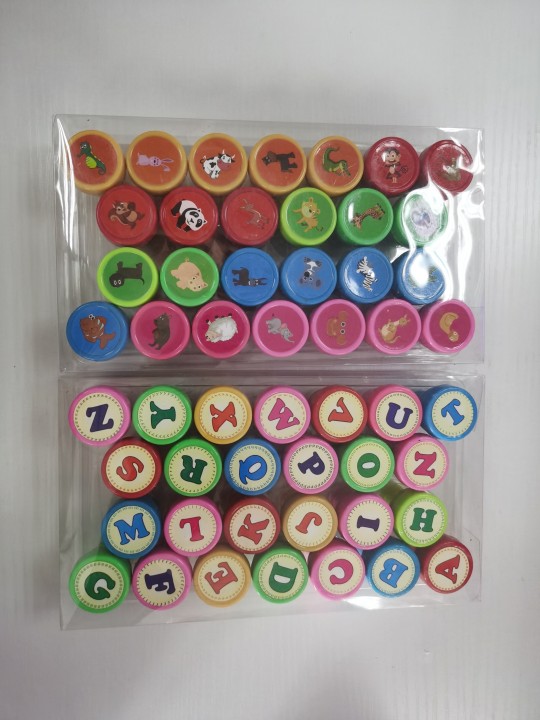 Z Y X W V U T
S R Q P O N
M L K J I H
G F E D C B A